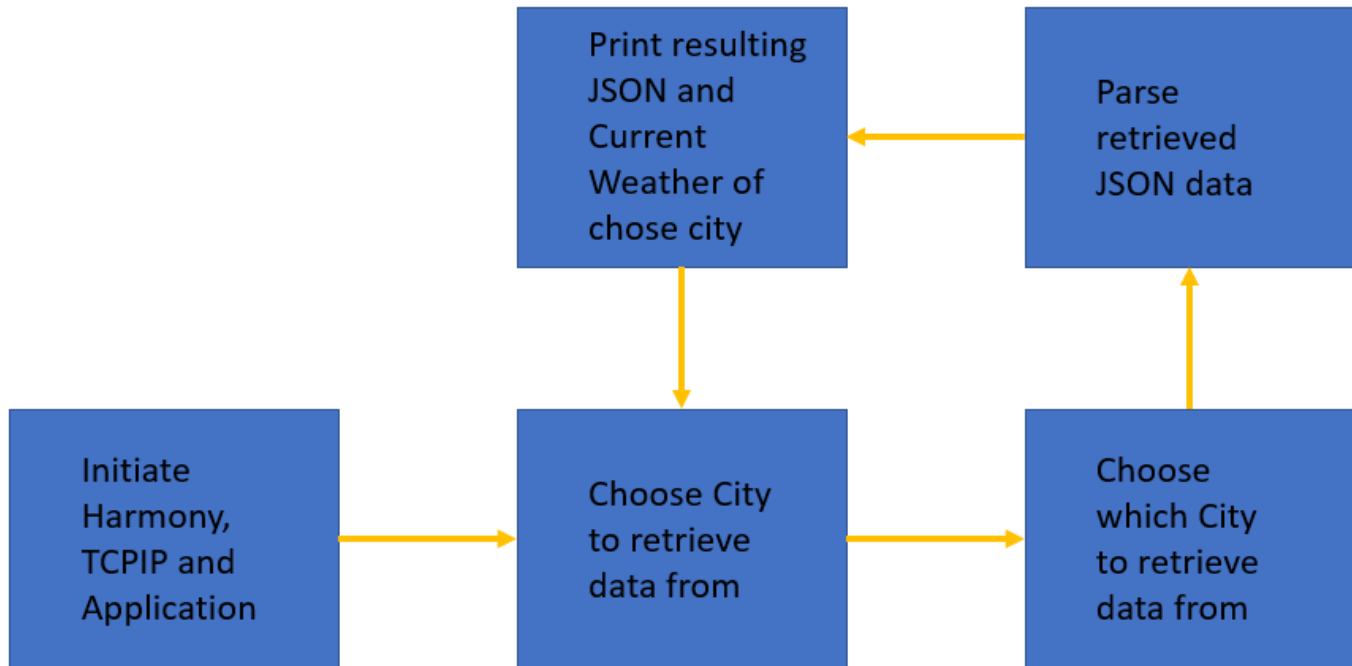 Print resulting
JSON and
Current
Weather of
chose city
Parse
retrieved
JSON data
Initiate
Harmony,
TCPIP and
Application
Choose City
to retrieve
data from
Choose
which City
to retrieve
data from